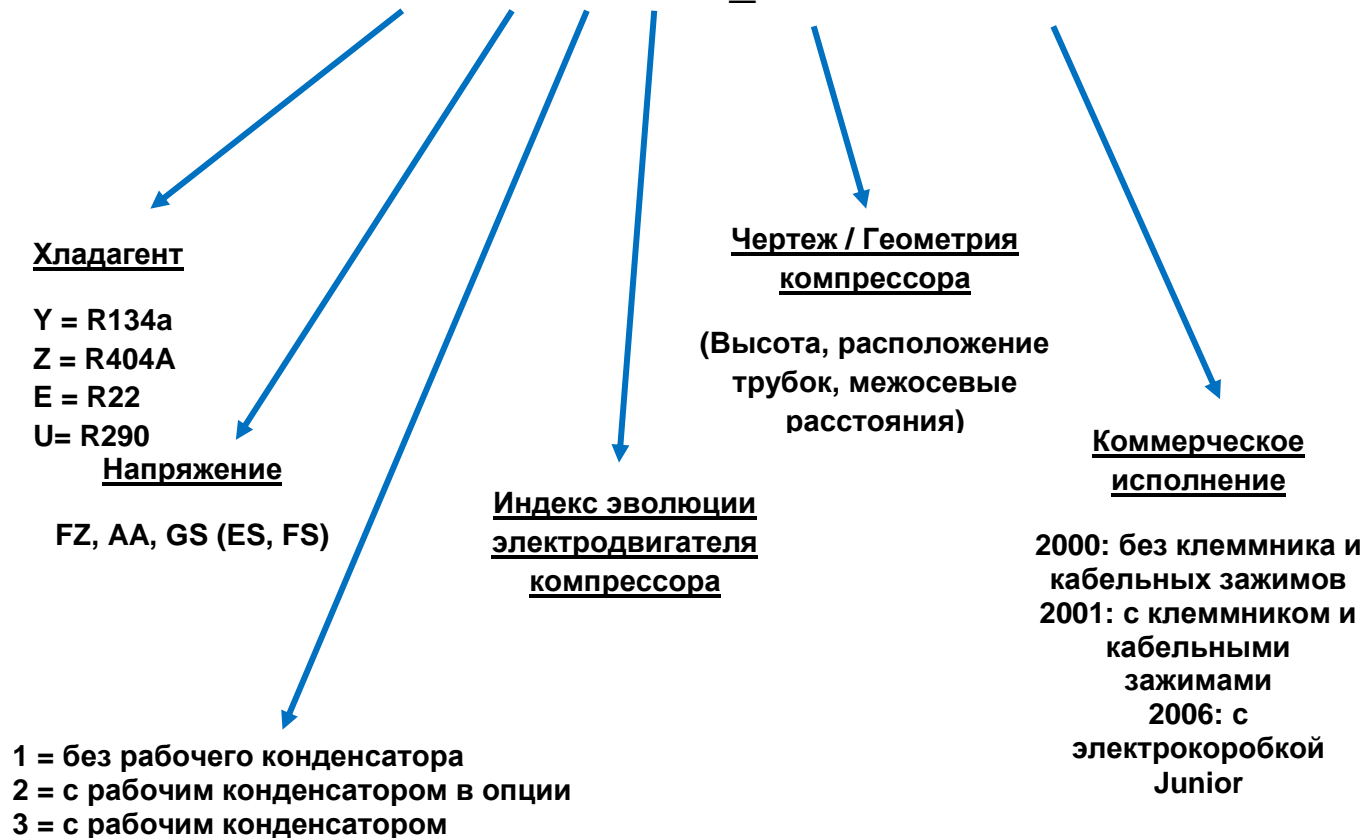 Хладагент
Y = R134a
Z = R404A
E = R22
U= R290
Напряжение
FZ, AA, GS (ES, FS)
1 = без рабочего конденсатора
2 = с рабочим конденсатором в опции
3 = с рабочим конденсатором
Индекс эволюции
электродвигателя
компрессора
Чертеж / Геометрия
компрессора
(Высота, расположение
трубок, межосевые
расстояния)
Коммерческое
исполнение
2000: без клеммника и
кабельных зажимов
2001: с клеммником и
кабельными
зажимами
2006: с
электрокоробкой
Junior